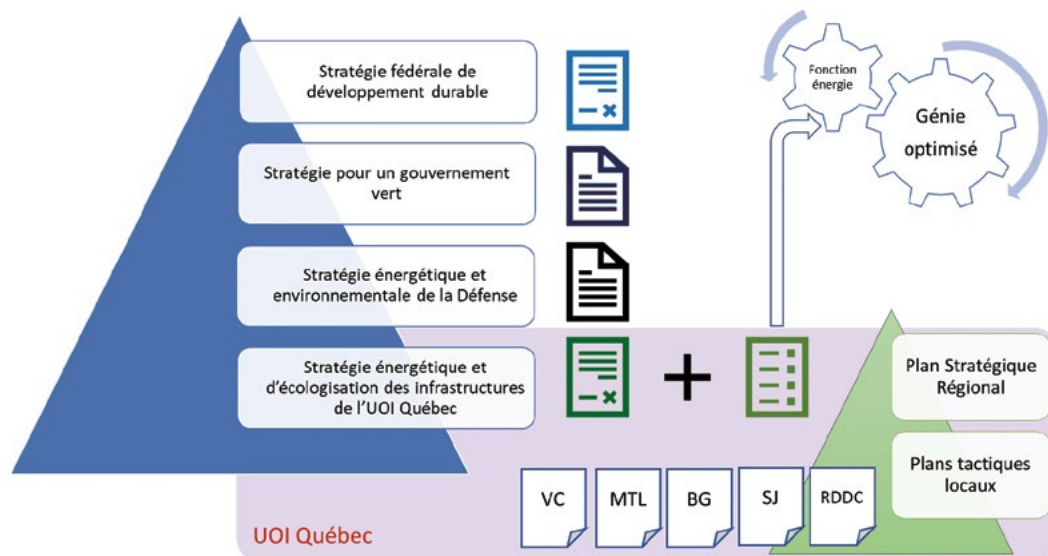 Stratégie fédérale de
développement durable
Stratégie pour un gouvernement
vert
Stratégie énergétique et
environnementale de la Défense
Stratégie énergétique et
d'écologisation des infrastructures
de l'UOI Québec
Fonction
énergie
Génie
optimisé
Plan Stratégique
Régional
Plans tactiques
locaux
VC
MTL
BG
SJ
RDDC
UOI Québec